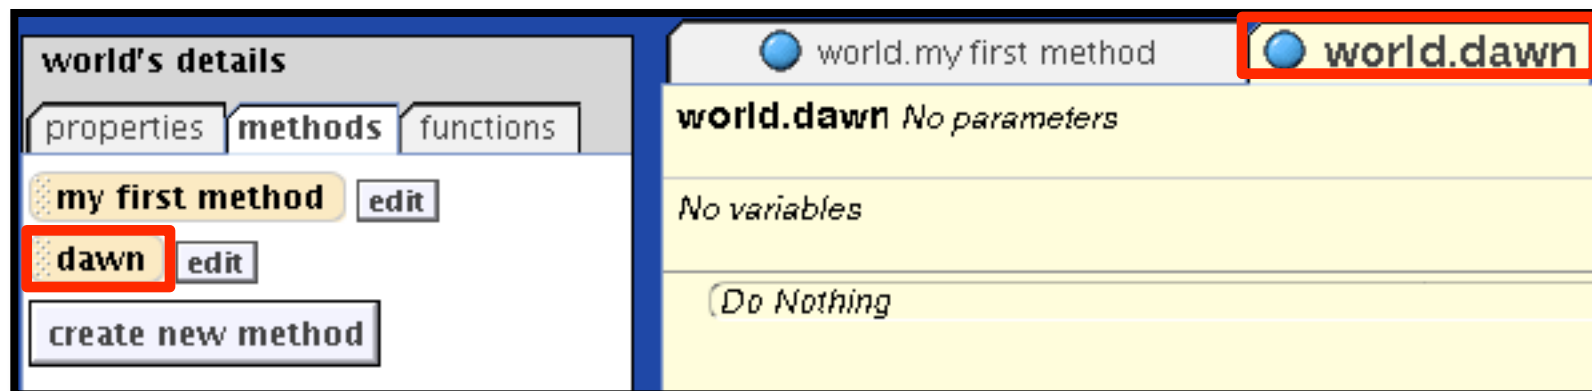 world's details
properties methods functions
my first method edit
dawn edit
create new method
world.my first method world.dawn
world.dawn No parameters
No variables
Do Nothing